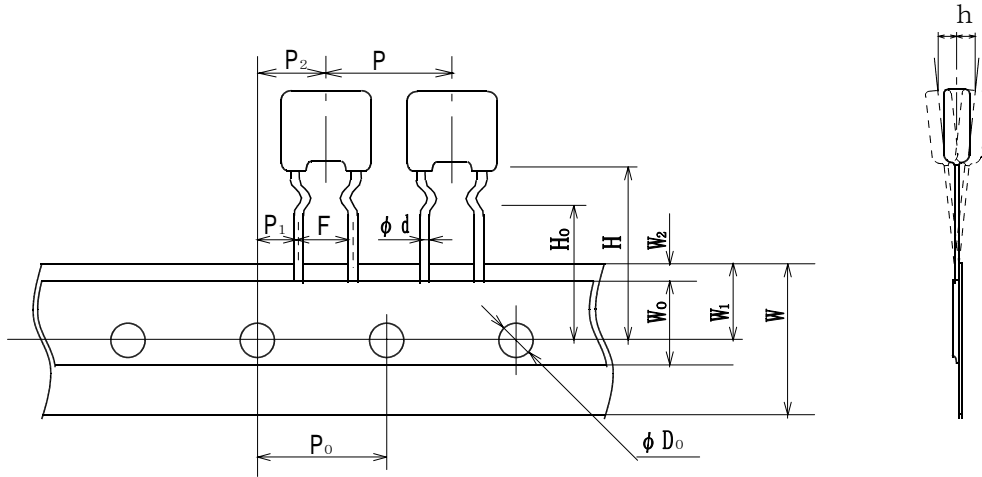 h
P₂ P
P₁ F φd H₀ H W₂
W₀ W₁ W
P₀ φD₀